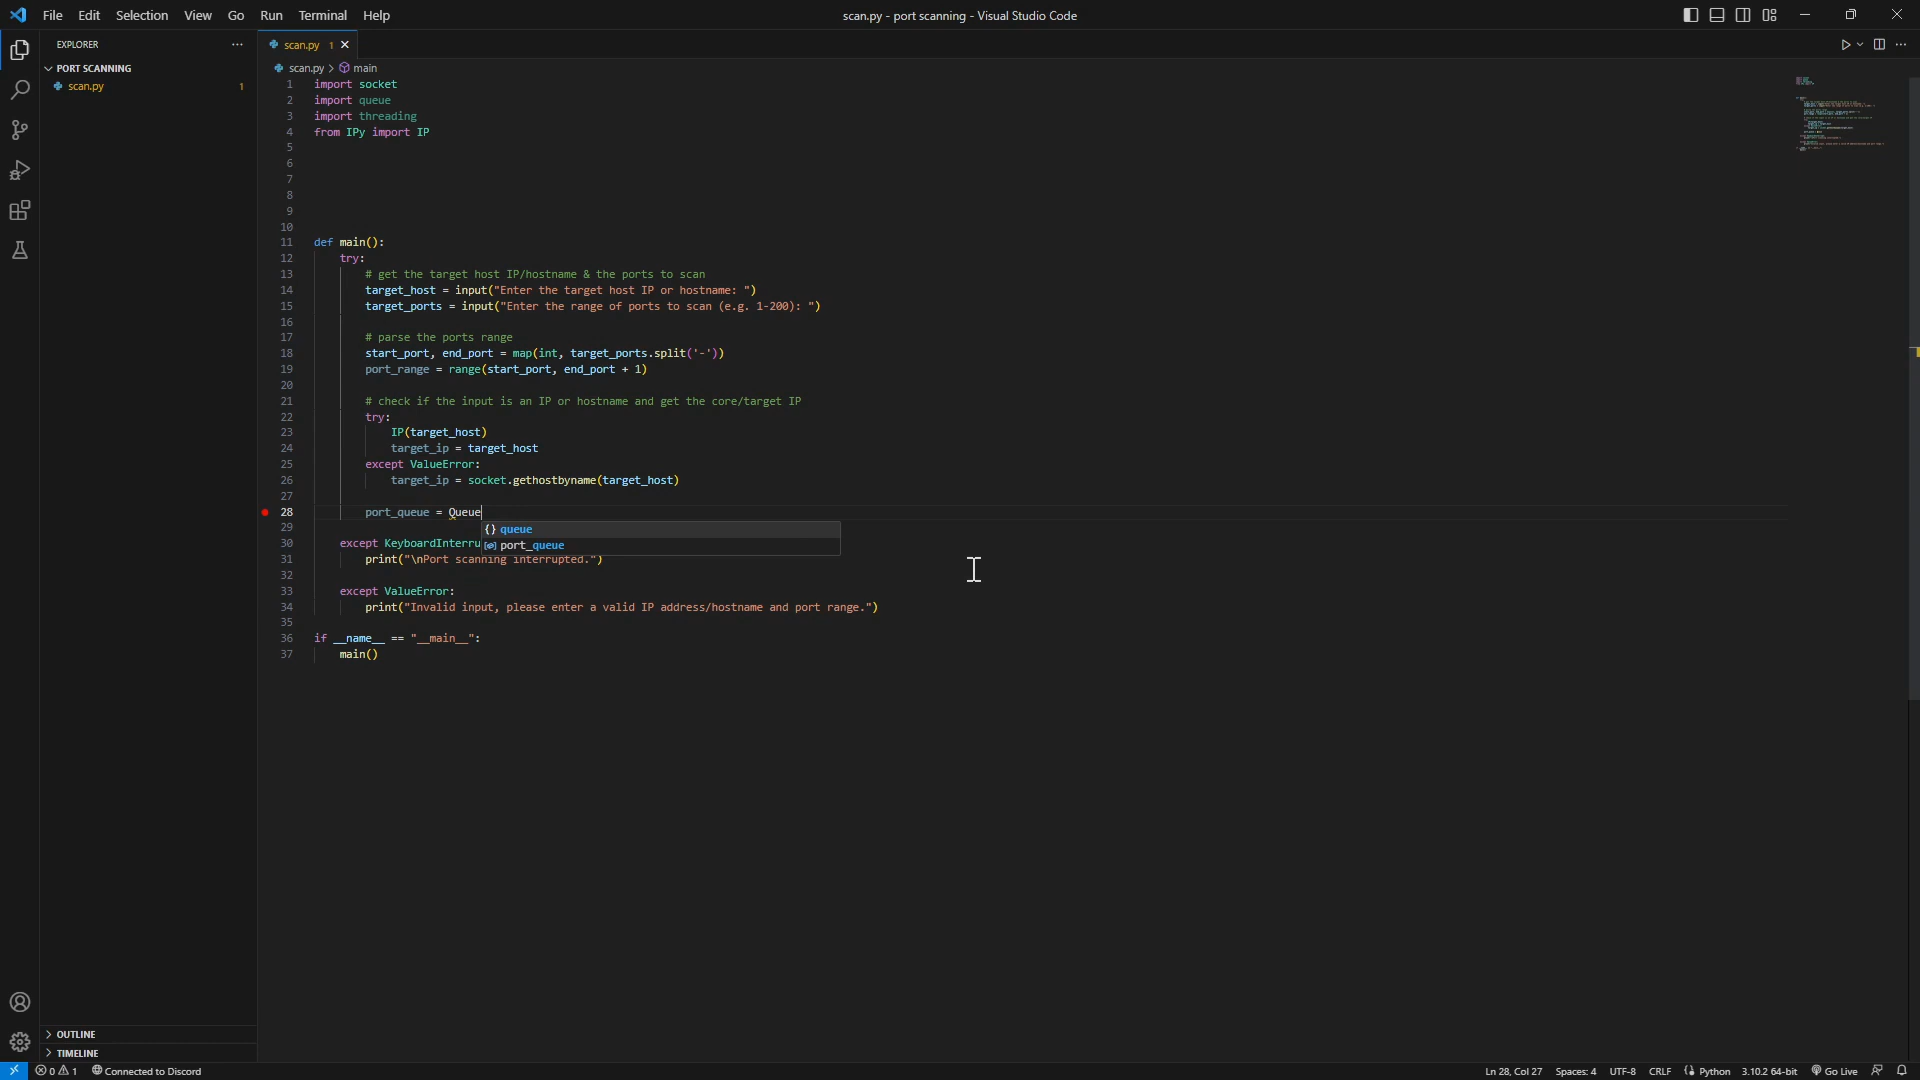 File Edit Selection View Go Run Terminal Help
scan.py - port scanning - Visual Studio Code
EXPLORER
PORT SCANNING
scan.py 1
scan.py 1
scan.py > main
1 import socket
2 import queue
3 import threading
4 from IPy import IP
5
6
7
8
9
10
11 def main():
12 try:
13 # get the target host IP/hostname & the ports to scan
14 target_host = input("Enter the target host IP or hostname: ")
15 target_ports = input("Enter the range of ports to scan (e.g. 1-200): ")
16
17 # parse the ports range
18 start_port, end_port = map(int, target_ports.split('-'))
19 port_range = range(start_port, end_port + 1)
20
21 # check if the input is an IP or hostname and get the core/target IP
22 try:
23 IP(target_host)
24 target_ip = target_host
25 except ValueError:
26 target_ip = socket.gethostbyname(target_host)
27
28 port_queue = Queue
29 {} queue
30 except KeyboardInterru port_queue
31 print("\nPort scanning interrupted.")
32
33 except ValueError:
34 print("Invalid input, please enter a valid IP address/hostname and port range.")
35
36 if __name__ == "__main__":
37 main()
OUTLINE
TIMELINE
0 1 Connected to Discord
Ln 28, Col 27 Spaces: 4 UTF-8 CRLF Python 3.10.2 64-bit Go Live